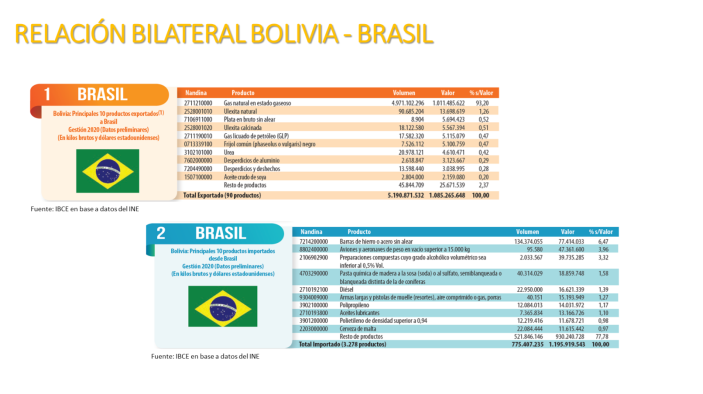 RELACIÓN BILATERAL BOLIVIA - BRASIL
1 BRASIL
Bolivia: Principales 10 productos exportados(1)
a Brasil
Gestión 2020 (Datos preliminares)
(En kilos brutos y dólares estadounidenses)
Nandina Producto Volumen Valor % s/Valor
2711210000 Gas natural en estado gaseoso 4.971.102.296 1.011.485.622 93,20
2528001010 Ulexita natural 90.685.204 13.698.619 1,26
7106911000 Plata en bruto sin alear 8.904 5.694.423 0,52
2528001020 Ulexita calcinada 18.122.580 5.567.394 0,51
2711190010 Gas licuado de petróleo (GLP) 17.582.320 5.115.079 0,47
0713339100 Fréjol común (phaseolus o vulgaris) negro 7.526.112 5.100.759 0,47
3102101000 Urea 20.978.121 4.610.471 0,42
7602000000 Desperdicios de aluminio 2.618.847 3.123.667 0,29
7204490000 Desperdicios y deshechos 13.598.440 3.038.995 0,28
1507100000 Aceite crudo de soya 2.804.000 2.159.080 0,20
Resto de productos 45.844.709 25.671.539 2,37
Total Exportado (90 productos) 5.190.871.532 1.085.265.648 100,00
Fuente: IBCE en base a datos del INE
2 BRASIL
Bolivia: Principales 10 productos importados
desde Brasil
Gestión 2020 (Datos preliminares)
(En kilos brutos y dólares estadounidenses)
Nandina Producto Volumen Valor % s/Valor
7214200000 Barras de hierro o acero sin alear 134.374.055 77.414.033 6,47
8802400000 Aviones y aeronaves de peso en vacío superior a 15.000 kg 95.580 47.361.600 3,96
2106902900 Preparaciones compuestas cuyo grado alcohólico volumétrico sea 2.033.567 39.735.285 3,32
inferior al 0,5% Vol.
4703290000 Pasta química de madera a la sosa (soda) o al sulfato, semiblanqueada o 40.314.029 18.859.748 1,58
blanqueada distinta de la de coníferas
2710192100 Diésel 22.950.000 16.621.339 1,39
9304009000 Armas largas y pistolas de muelle (resortes), aire comprimido o gas, porras 40.151 15.193.949 1,27
3902100000 Polipropileno 12.084.013 14.031.972 1,17
2710193800 Aceites lubricantes 7.365.834 13.166.726 1,10
3901200000 Polietileno de densidad superior a 0,94 12.219.416 11.678.721 0,98
2203000000 Cerveza de malta 22.084.444 11.615.442 0,97
Resto de productos 521.846.146 930.240.728 77,78
Total Importado (3.278 productos) 775.407.235 1.195.919.543 100,00
Fuente: IBCE en base a datos del INE